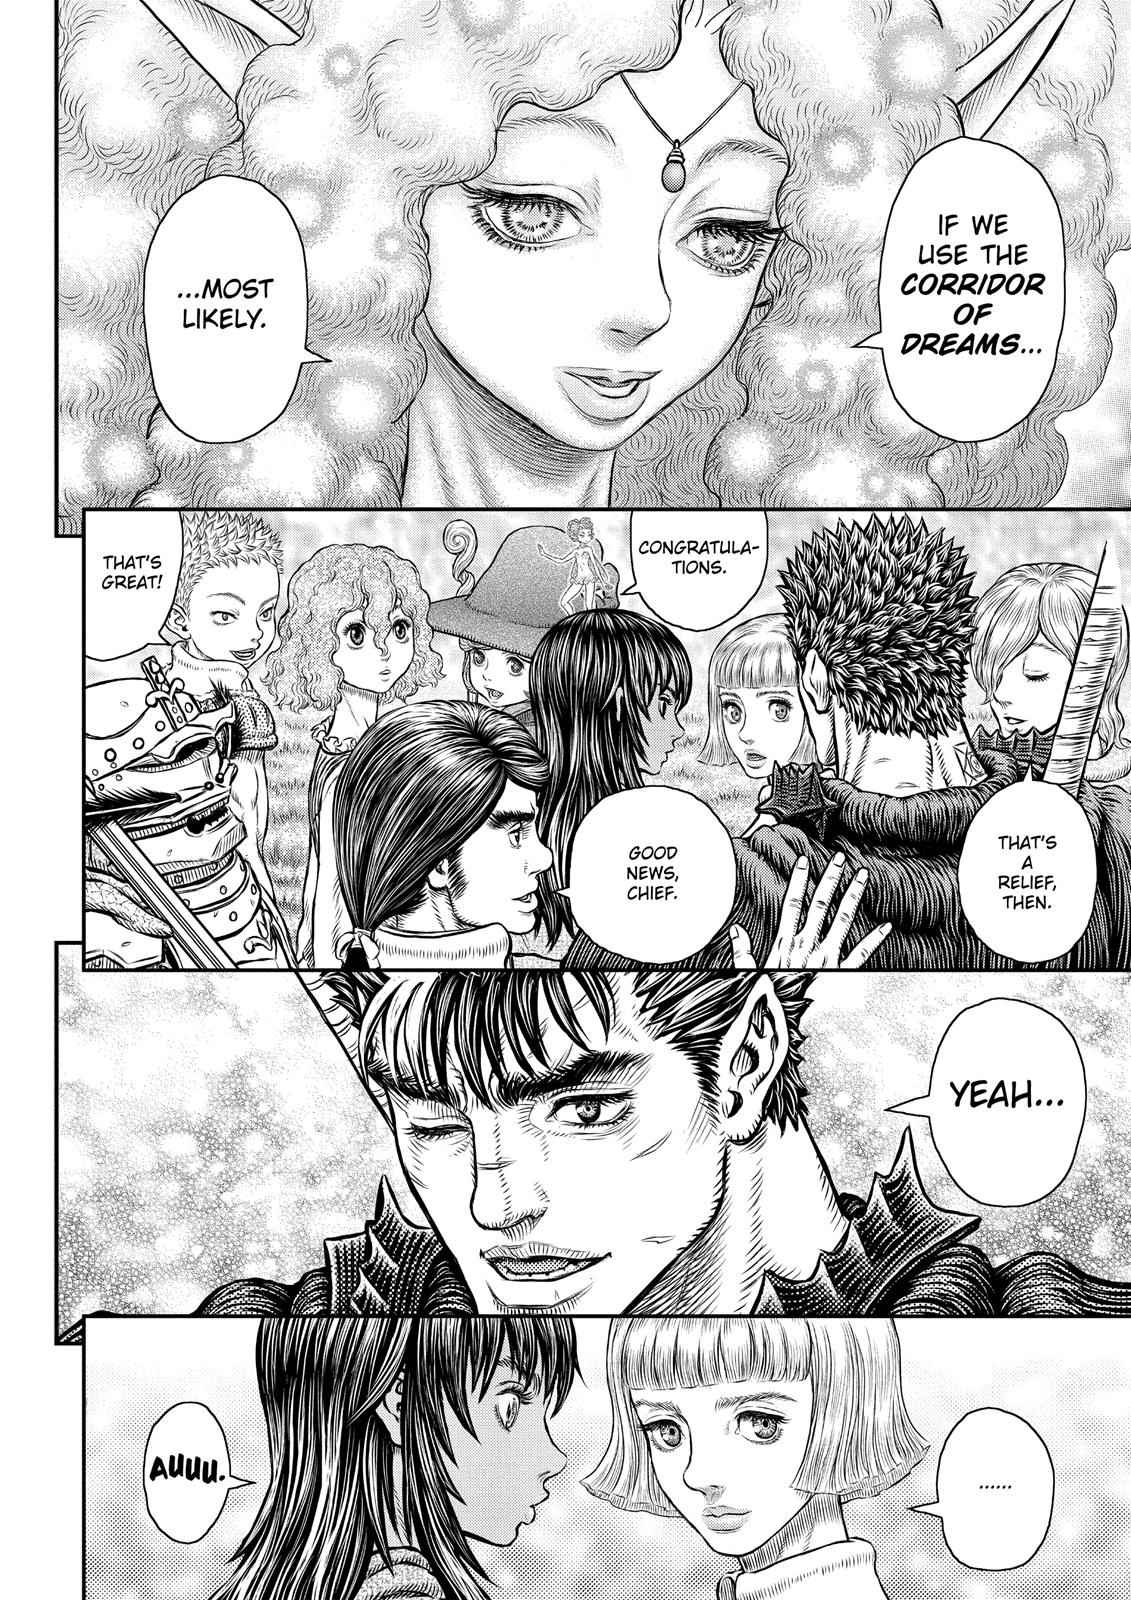 IF WE
USE THE
CORRIDOR
OF
DREAMS...
...MOST
LIKELY.
CONGRATULA-
TIONS.
THAT'S
GREAT!
THAT'S
A
RELIEF,
THEN.
GOOD
NEWS,
CHIEF.
YEAH...
......
AUUU.